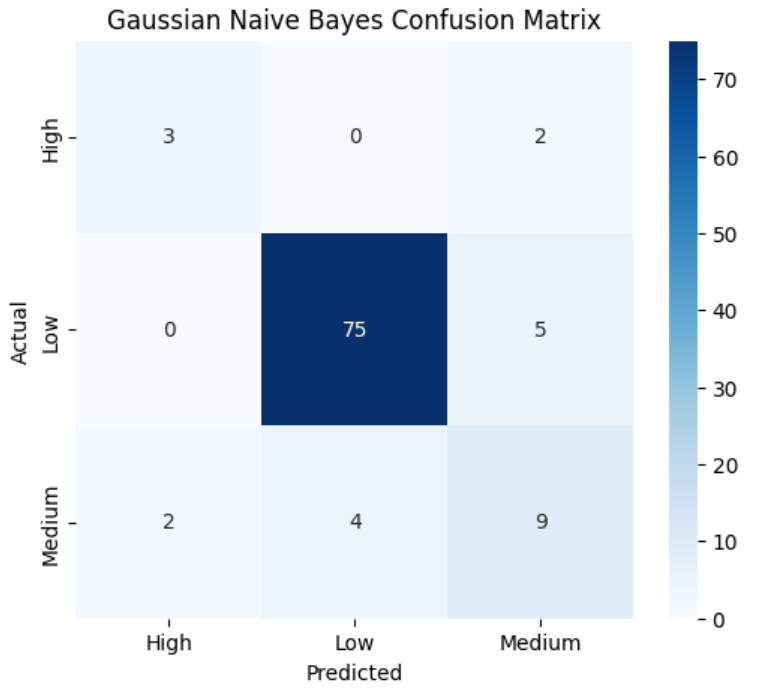 Gaussian Naive Bayes Confusion Matrix
High
3
0
2
Low
0
75
5
Medium
2
4
9
High
Low
Medium
Predicted
Actual
70
60
50
40
30
20
10
0